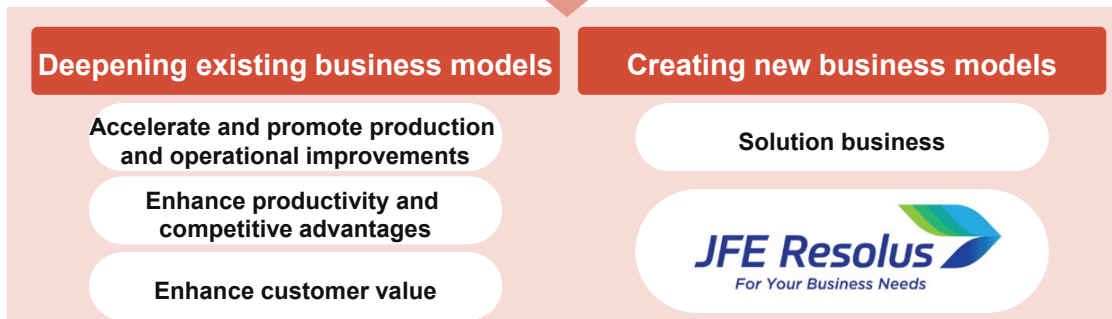 Deepening existing business models
Accelerate and promote production
and operational improvements
Enhance productivity and
competitive advantages
Enhance customer value
Creating new business models
Solution business
JFE Resolus
For Your Business Needs